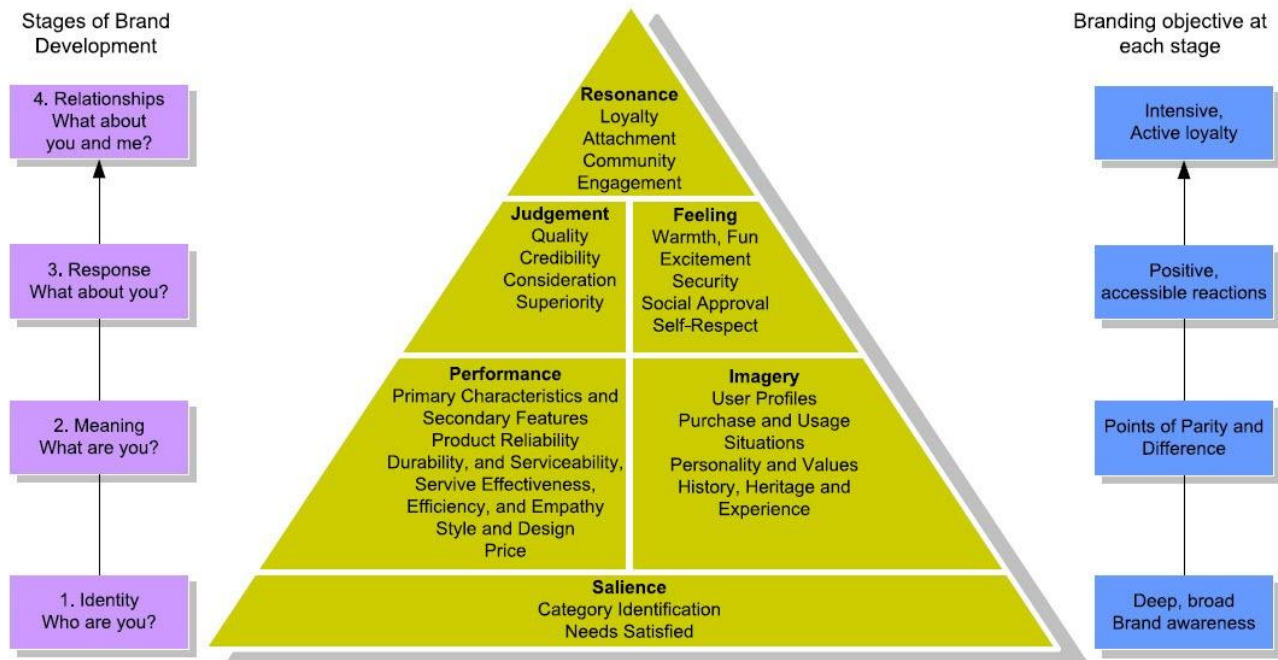 Stages of Brand
Development
4. Relationships
What about
you and me?
3. Response
What about you?
2. Meaning
What are you?
1. Identity
Who are you?
Resonance
Loyalty
Attachment
Community
Engagement
Judgement
Quality
Credibility
Consideration
Superiority
Feeling
Warmth, Fun
Excitement
Security
Social Approval
Self-Respect
Performance
Primary Characteristics and
Secondary Features
Product Reliability
Durability, and Serviceability,
Servive Effectiveness,
Efficiency, and Empathy
Style and Design
Price
Imagery
User Profiles
Purchase and Usage
Situations
Personality and Values
History, Heritage and
Experience
Salience
Category Identification
Needs Satisfied
Branding objective at
each stage
Intensive,
Active loyalty
Positive,
accessible reactions
Points of Parity and
Difference
Deep, broad
Brand awareness